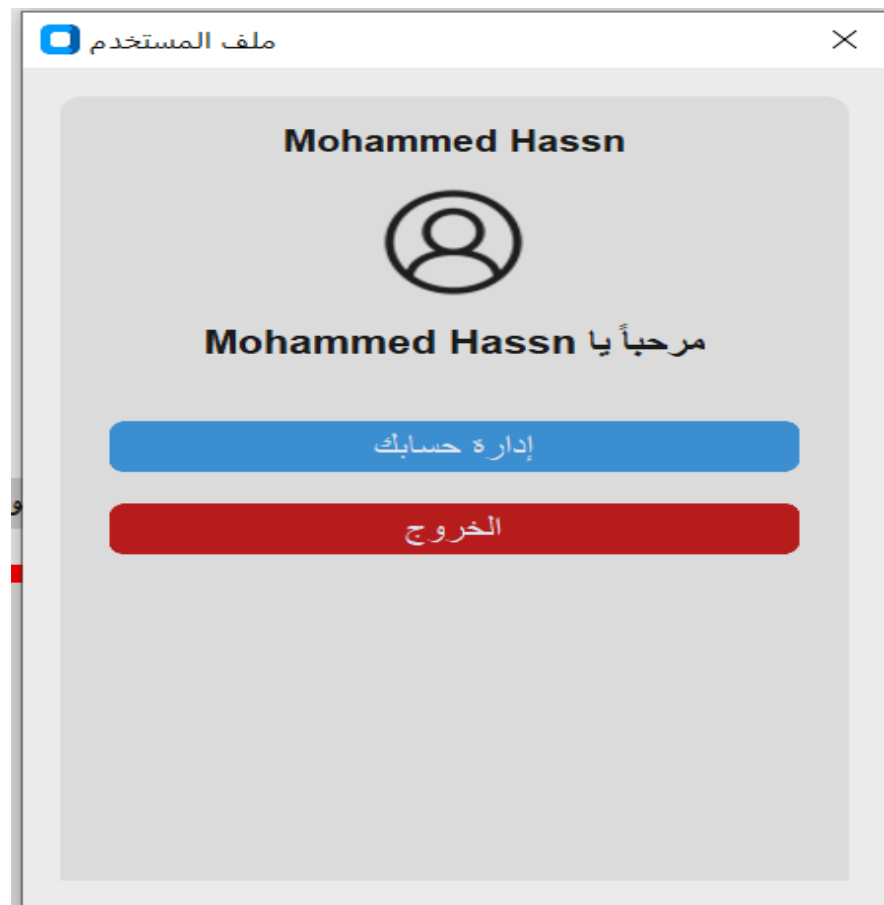 ملف المستخدم
Mohammed Hassn
مرحباً يا Mohammed Hassn
إدارة حسابك
الخروج
و